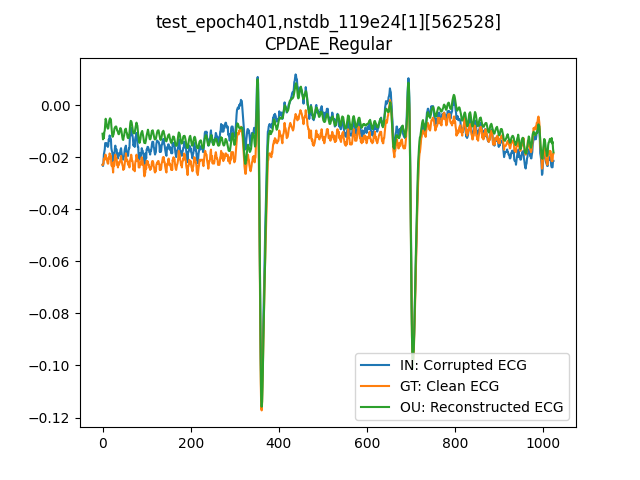 test_epoch401,nstdb_119e24[1][562528]
CPDAE_Regular
0.00
−0.02
−0.04
−0.06
−0.08
−0.10
−0.12
IN: Corrupted ECG
GT: Clean ECG
OU: Reconstructed ECG
0 200 400 600 800 1000